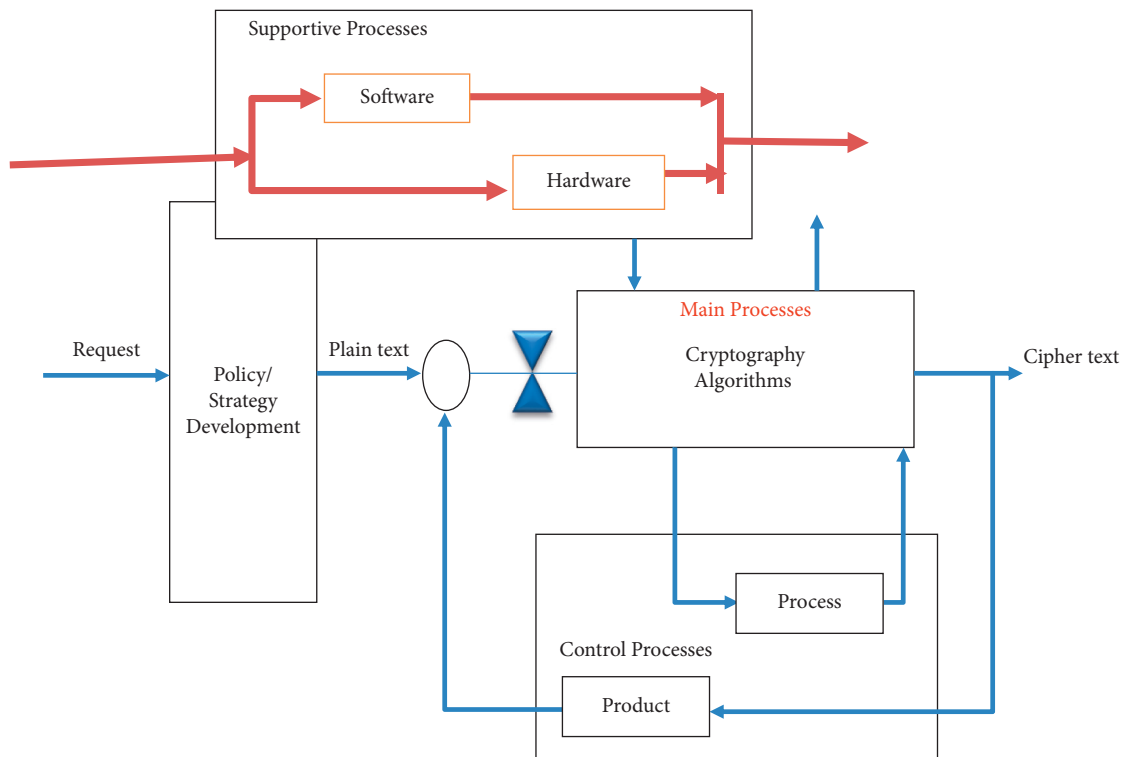 Supportive Processes
Software
Hardware
Main Processes
Cryptography
Algorithms
Request
Plain text
Cipher text
Policy/
Strategy
Development
Process
Control Processes
Product